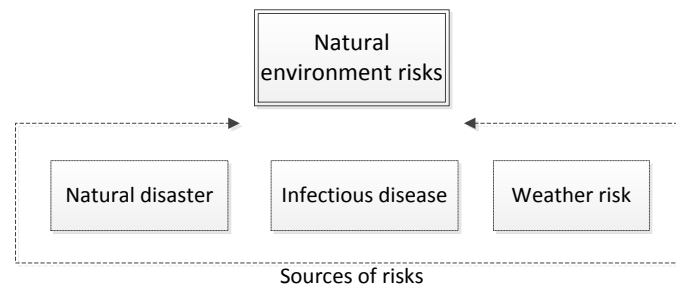 Natural
environment risks
Natural disaster
Infectious disease
Weather risk
Sources of risks